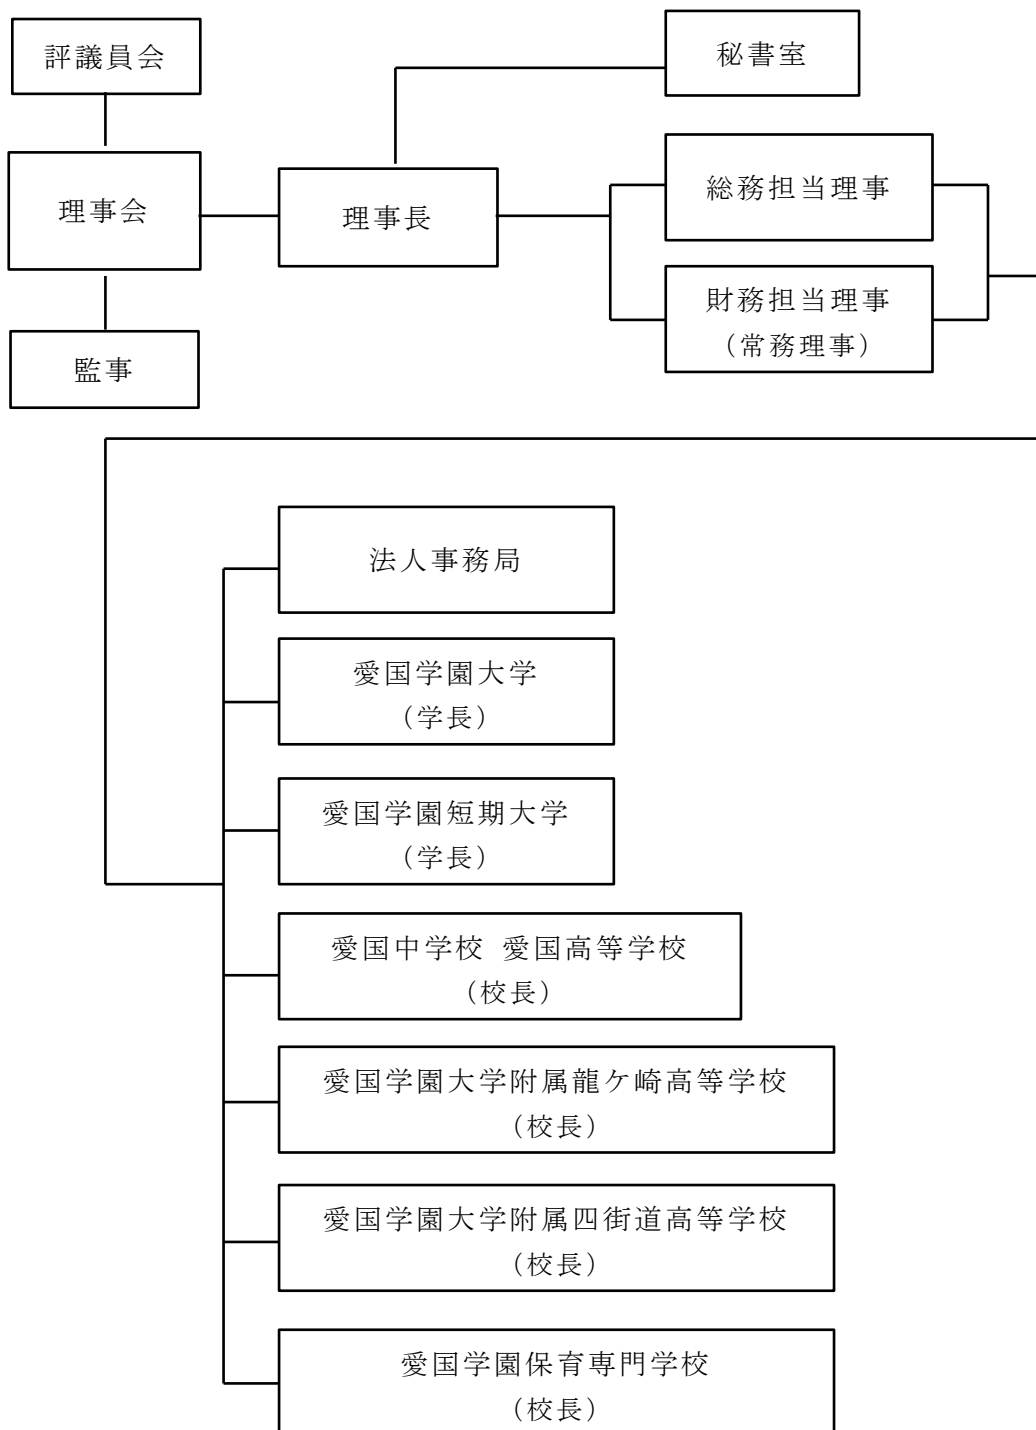 評議員会
秘書室
理事会
理事長
総務担当理事
財務担当理事
（常務理事）
監事
法人事務局
愛国学園大学
（学長）
愛国学園短期大学
（学長）
愛国中学校 愛国高等学校
（校長）
愛国学園大学附属龍ケ崎高等学校
（校長）
愛国学園大学附属四街道高等学校
（校長）
愛国学園保育専門学校
（校長）